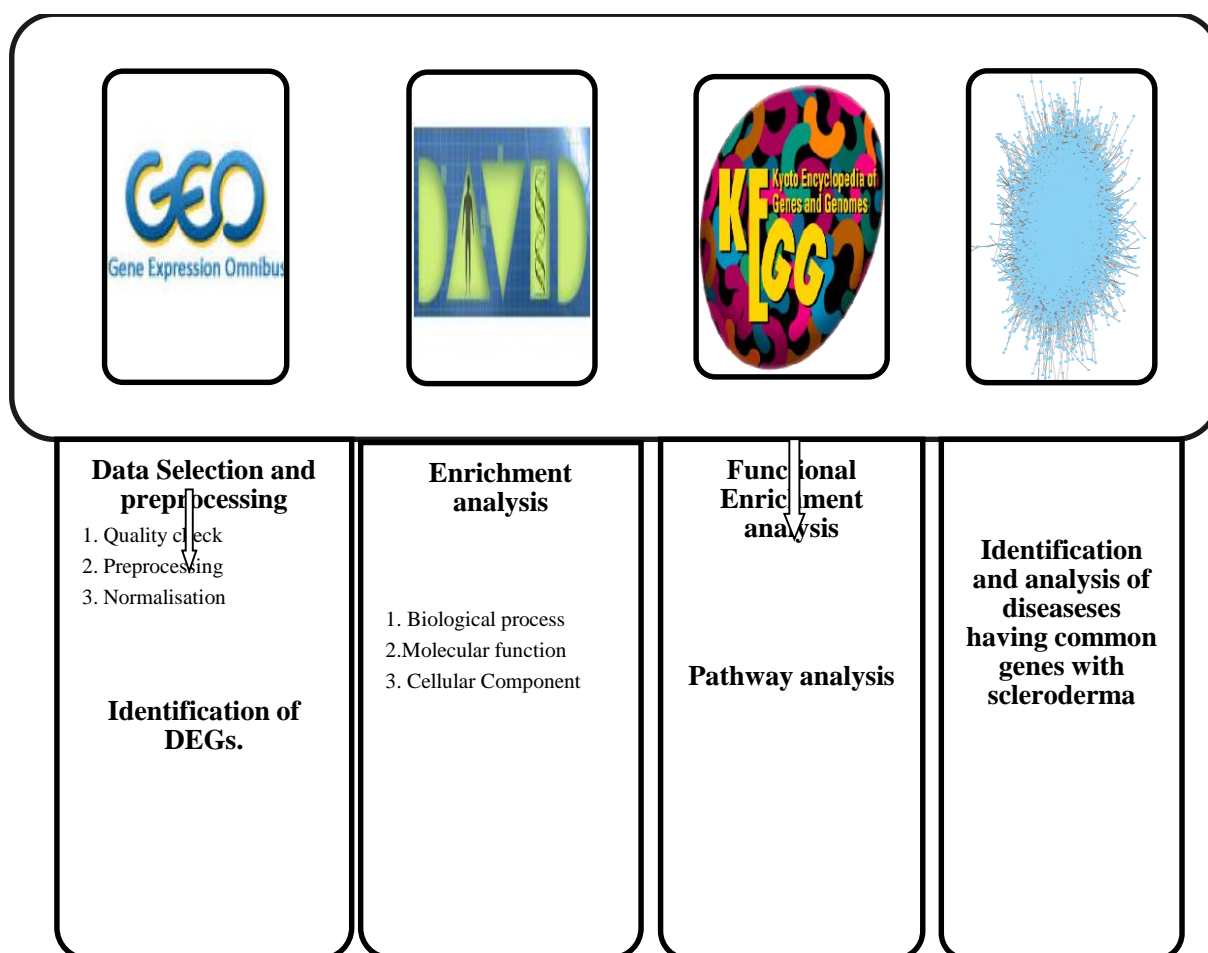 GEO
Gene Expression Omnibus
DAVID
Kyoto Encyclopedia of
Genes and Genomes
KEGG
Data Selection and
preprocessing
1. Quality check
2. Preprocessing
3. Normalisation
Identification of
DEGs.
Enrichment
analysis
1. Biological process
2.Molecular function
3. Cellular Component
Functional
Enrichment
analysis
Pathway analysis
Identification
and analysis of
diseaseses
having common
genes with
scleroderma